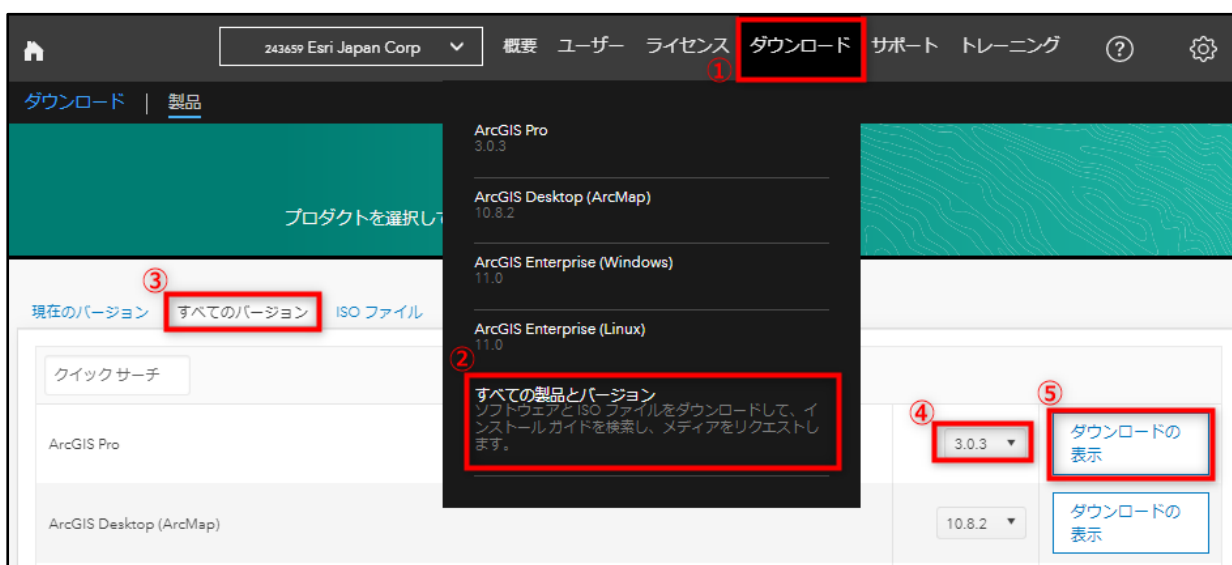 243659 Esri Japan Corp
概要 ユーザー ライセンス ダウンロード サポート トレーニング
①
ダウンロード | 製品
プロダクトを選択して
ArcGIS Pro
3.0.3
ArcGIS Desktop (ArcMap)
10.8.2
ArcGIS Enterprise (Windows)
11.0
ArcGIS Enterprise (Linux)
11.0
②
すべての製品とバージョン
ソフトウェアと ISO ファイルをダウンロードして、イ
ンストール ガイドを検索し、メディアをリクエストし
ます。
③
現在のバージョン すべてのバージョン ISO ファイル
クイック サーチ
④
⑤
ArcGIS Pro
3.0.3
ダウンロードの
表示
ArcGIS Desktop (ArcMap)
10.8.2
ダウンロードの
表示